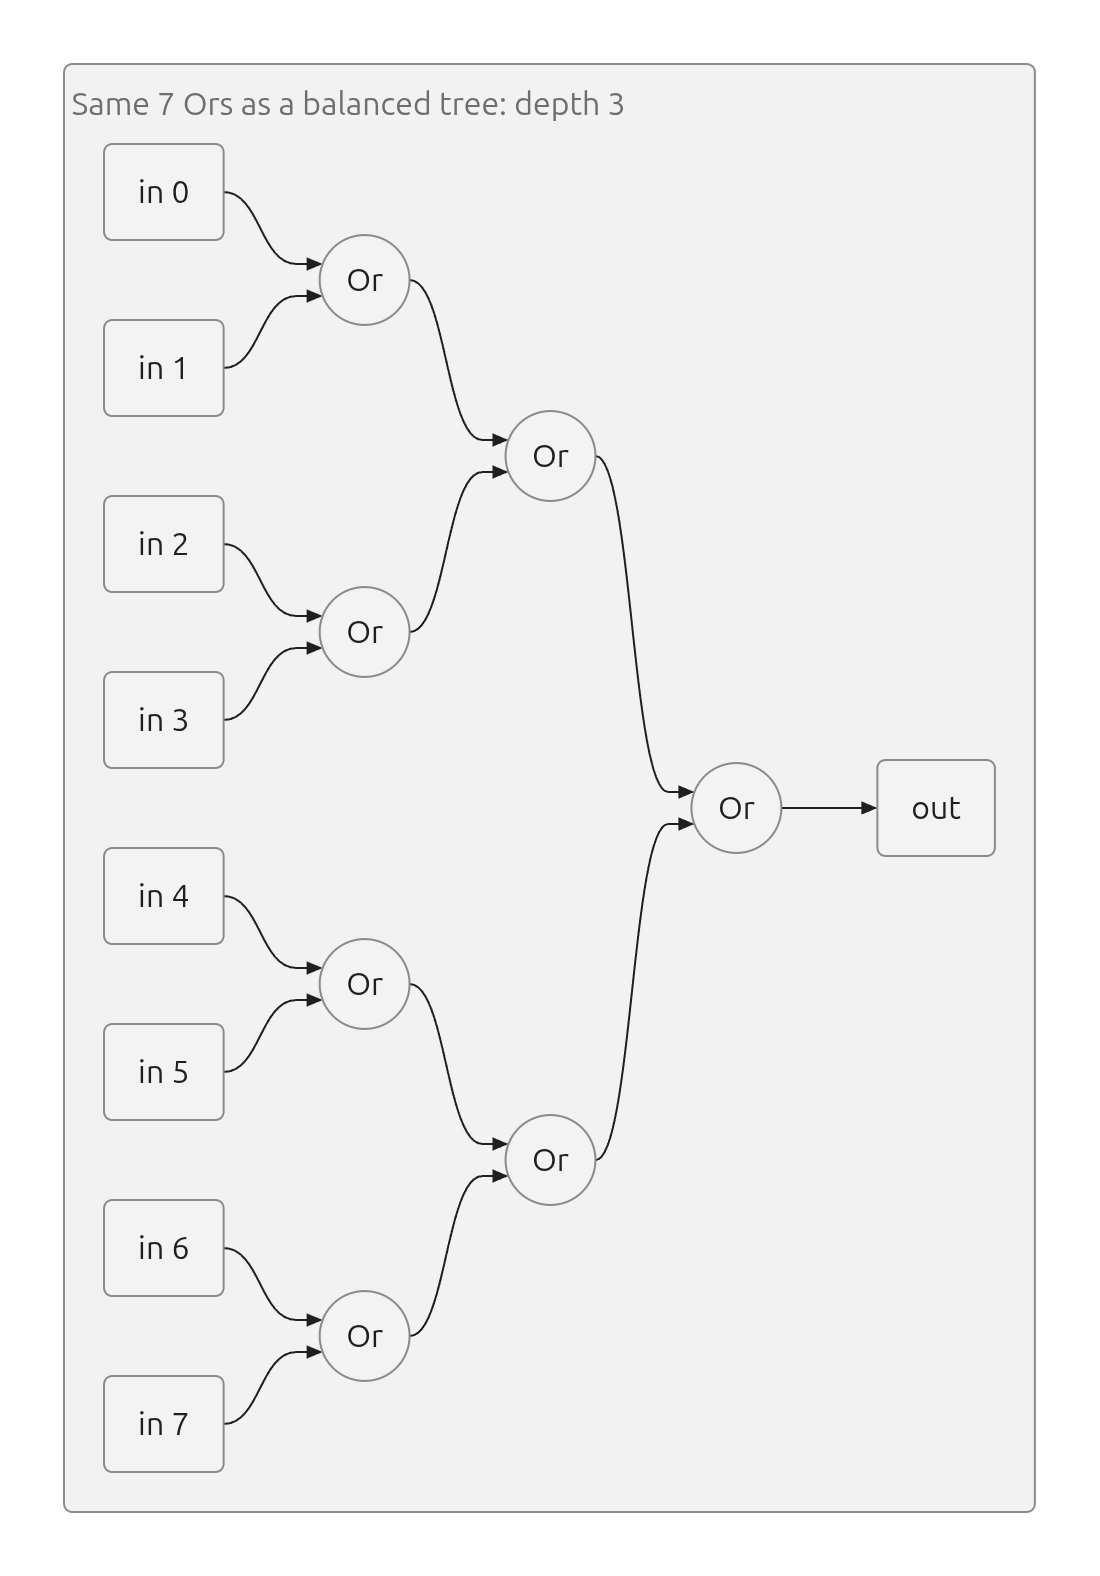 Same 7 Ors as a balanced tree: depth 3
in 0
Or
in 1
Or
in 2
Or
in 3
Or
out
in 4
Or
in 5
Or
in 6
Or
in 7